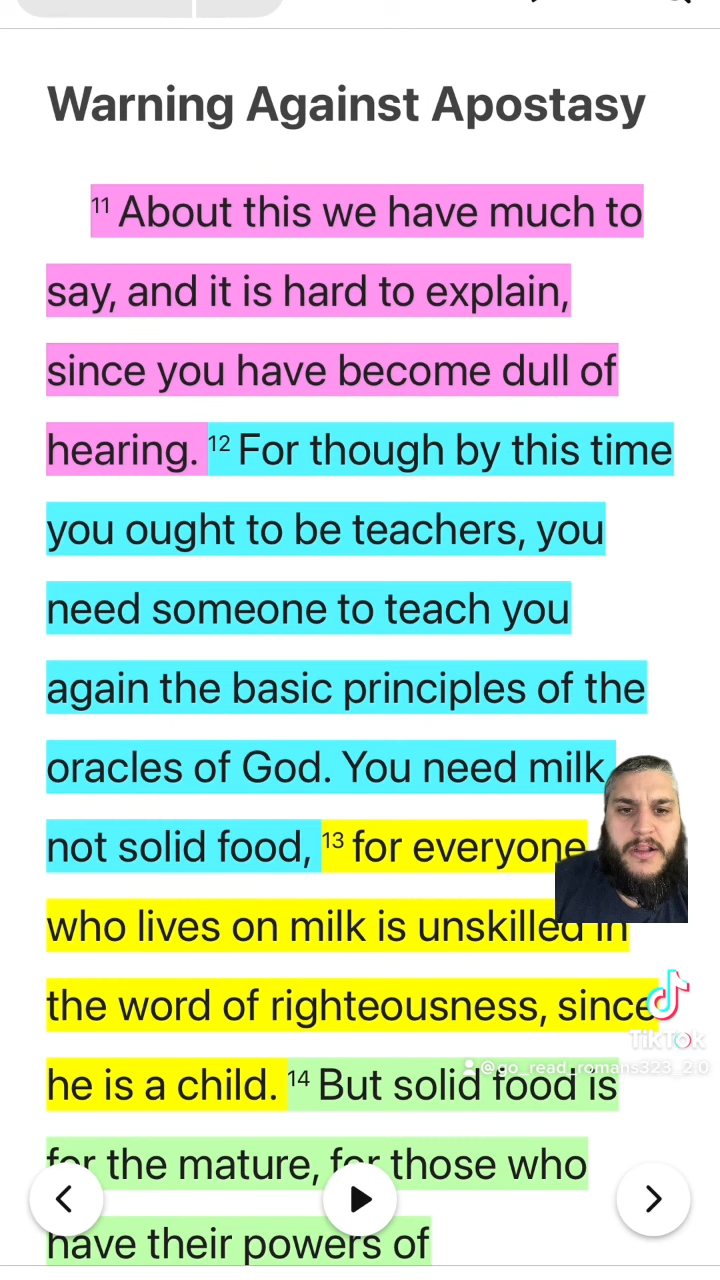 Warning Against Apostasy
11 About this we have much to
say, and it is hard to explain,
since you have become dull of
hearing. 12 For though by this time
you ought to be teachers, you
need someone to teach you
again the basic principles of the
oracles of God. You need milk
not solid food, 13 for everyone
who lives on milk is unskilled in
the word of righteousness, since
TikTok
@go_read_romans323_2.0
he is a child. 14 But solid food is
for the mature, for those who
have their powers of